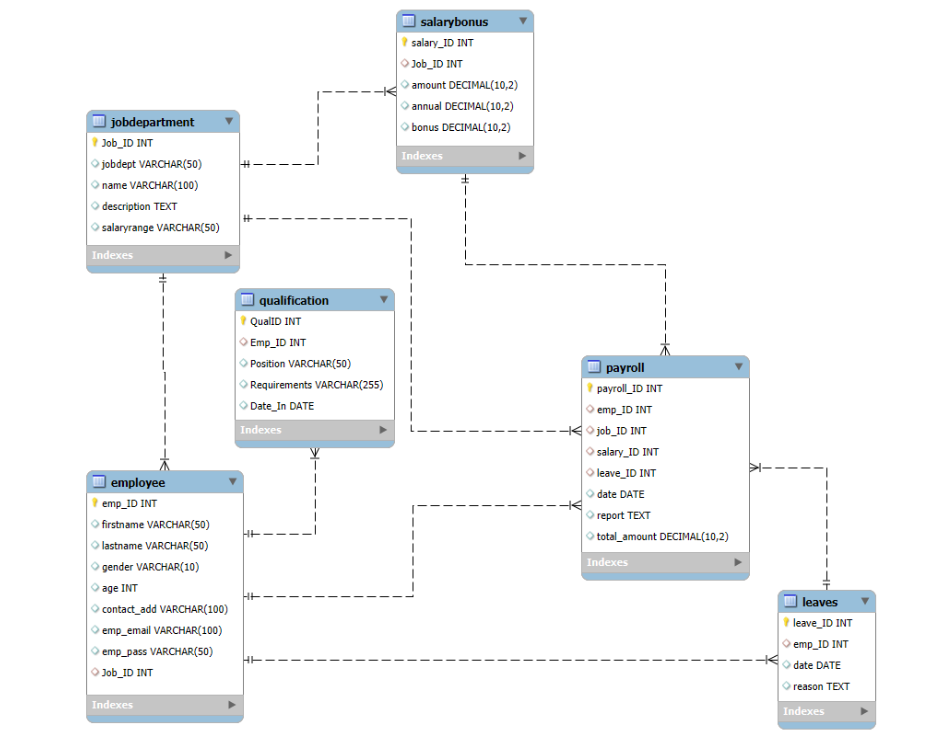 salarybonus
salary_ID INT
Job_ID INT
amount DECIMAL(10,2)
annual DECIMAL(10,2)
bonus DECIMAL(10,2)
Indexes
jobdepartment
Job_ID INT
jobdept VARCHAR(50)
name VARCHAR(100)
description TEXT
salaryrange VARCHAR(50)
Indexes
qualification
QualID INT
Emp_ID INT
Position VARCHAR(50)
Requirements VARCHAR(255)
Date_In DATE
Indexes
payroll
payroll_ID INT
emp_ID INT
job_ID INT
salary_ID INT
leave_ID INT
date DATE
report TEXT
total_amount DECIMAL(10,2)
Indexes
employee
emp_ID INT
firstname VARCHAR(50)
lastname VARCHAR(50)
gender VARCHAR(10)
age INT
contact_add VARCHAR(100)
emp_email VARCHAR(100)
emp_pass VARCHAR(50)
Job_ID INT
Indexes
leaves
leave_ID INT
emp_ID INT
date DATE
reason TEXT
Indexes